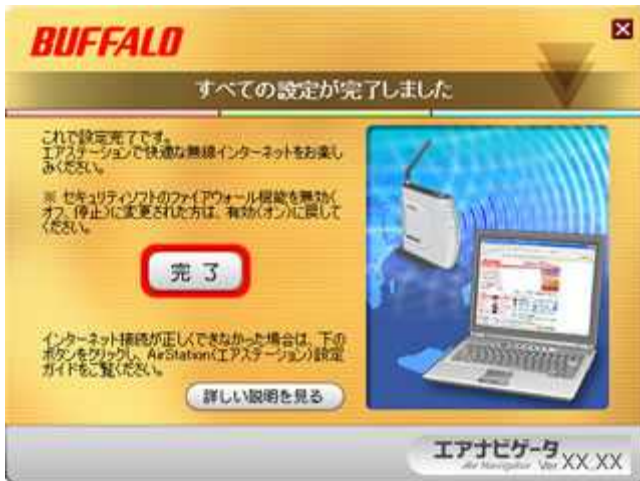 BUFFALO
すべての設定が完了しました
これで設定完了です。
エアステーションで快適な無線インターネットをお楽し
みください。
※ セキュリティソフトのファイアウォール機能を無効(
オフ、停止)に変更された方は、有効(オン)に戻して
ください。
完了
インターネット接続が正しくできなかった場合は、下の
ボタンをクリックし、AirStation(エアステーション)設定
ガイドをご覧ください。
詳しい説明を見る
エアナビゲータ
Air Navigator Ver XX.XX